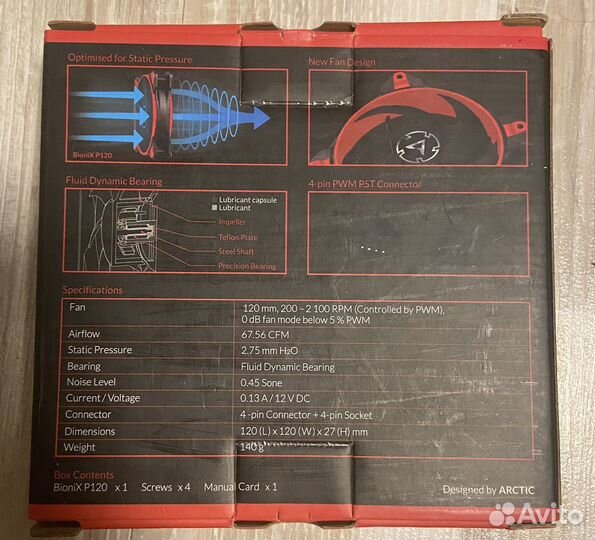 Optimised for Static Pressure
New Fan Design
BioniX P120
Fluid Dynamic Bearing
4-pin PWM PST Connector
Lubricant capsule
Lubricant
Impeller
Teflon Plate
Steel Shaft
Precision Bearing
Specifications
Fan 120 mm, 200 – 2 100 RPM (Controlled by PWM),
0 dB fan mode below 5 % PWM
Airflow 67.56 CFM
Static Pressure 2,75 mm H2O
Bearing Fluid Dynamic Bearing
Noise Level 0.45 Sone
Current / Voltage 0.13 A / 12 V DC
Connector 4-pin Connector + 4-pin Socket
Dimensions 120 (L) x 120 (W) x 27 (H) mm
Weight 140 g
Box Contents
BioniX P120 x 1 Screws x 4 Manual Card x 1
Designed by ARCTIC
Avito